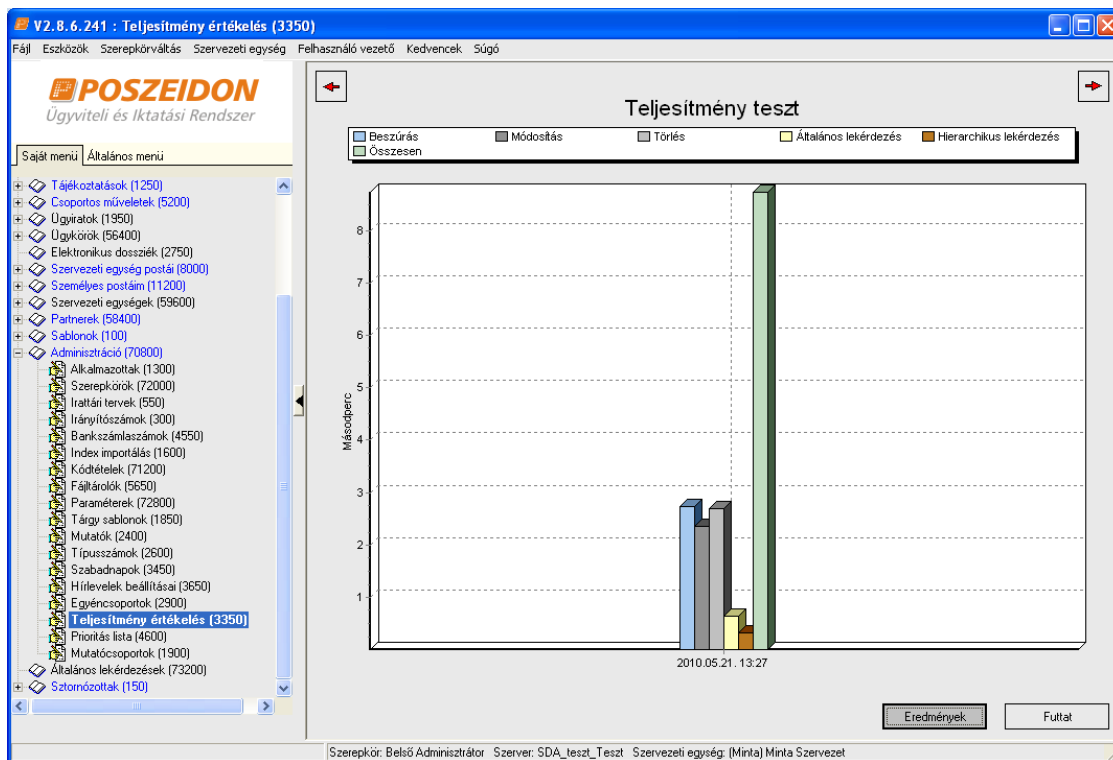 V2.8.6.241 : Teljesítmény értékelés (3350)
Fájl Eszközök Szerepkörváltás Szervezeti egység Felhasználó vezető Kedvencek Súgó
POSZEIDON
Ügyviteli és Iktatási Rendszer
Saját menü Általános menü
Tájékoztatások (1250)
Csoportos műveletek (5200)
Ügyiratok (1950)
Ügykörök (56400)
Elektronikus dossziék (2750)
Szervezeti egység postái (8000)
Személyes postáim (11200)
Szervezeti egységek (59600)
Partnerek (58400)
Sablonok (100)
Adminisztráció (70800)
Alkalmazottak (1300)
Szerepkörök (72000)
Irattári tervek (550)
Irányítószámok (300)
Bankszámlaszámok (4550)
Index importálás (1600)
Kódtételek (71200)
Fájltárolók (5650)
Paraméterek (72800)
Tárgy sablonok (1850)
Mutatók (2400)
Típusszámok (2600)
Szabadnapok (3450)
Hírlevelek beállításai (3650)
Egyéncsoportok (2900)
Teljesítmény értékelés (3350)
Prioritás lista (4600)
Mutatócsoportok (1900)
Általános lekérdezések (73200)
Sztornózottak (150)
Teljesítmény teszt
Beszúrás Módosítás Törlés Általános lekérdezés Hierarchikus lekérdezés
Összesen
8
7
6
5
4
3
2
1
Másodperc
2010.05.21. 13:27
Eredmények Futtat
Szerepkör: Belső Adminisztrátor Szerver: SDA_teszt_Teszt Szervezeti egység: (Minta) Minta Szervezet